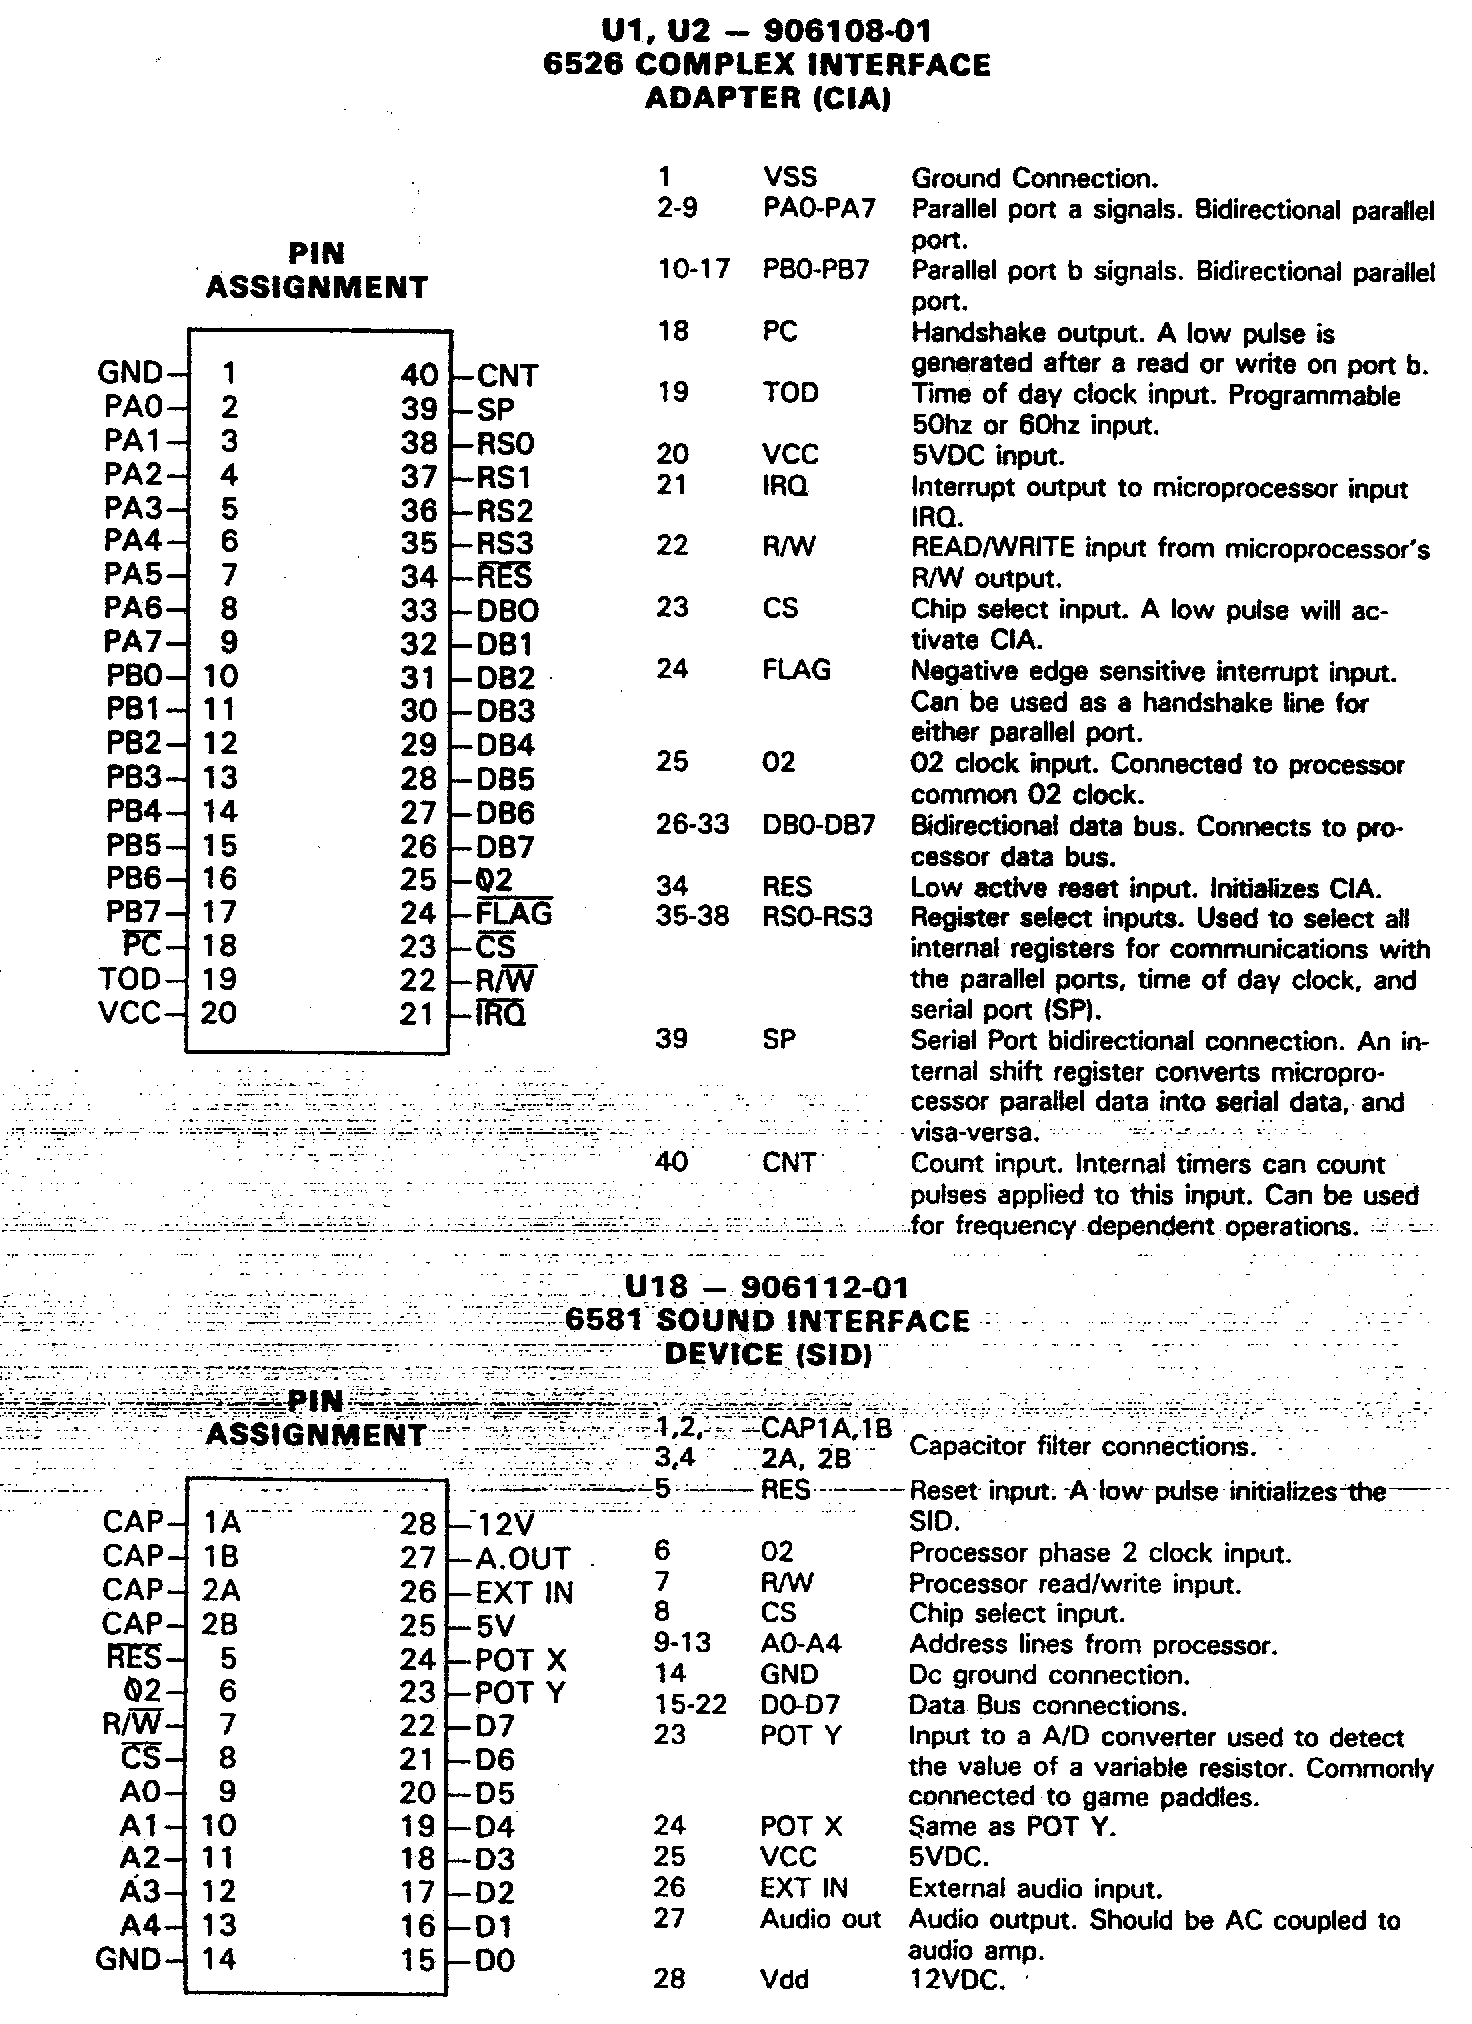 U1, U2 — 906108-01
6526 COMPLEX INTERFACE
ADAPTER (CIA)
PIN
ASSIGNMENT
GND 1 40 CNT
PA0 2 39 SP
PA1 3 38 RS0
PA2 4 37 RS1
PA3 5 36 RS2
PA4 6 35 RS3
PA5 7 34 RES
PA6 8 33 DB0
PA7 9 32 DB1
PB0 10 31 DB2
PB1 11 30 DB3
PB2 12 29 DB4
PB3 13 28 DB5
PB4 14 27 DB6
PB5 15 26 DB7
PB6 16 25 Ø2
PB7 17 24 FLAG
PC 18 23 CS
TOD 19 22 R/W
VCC 20 21 IRQ
1 VSS Ground Connection.
2-9 PA0-PA7 Parallel port a signals. Bidirectional parallel
port.
10-17 PB0-PB7 Parallel port b signals. Bidirectional parallel
port.
18 PC Handshake output. A low pulse is
generated after a read or write on port b.
19 TOD Time of day clock input. Programmable
50hz or 60hz input.
20 VCC 5VDC input.
21 IRQ Interrupt output to microprocessor input
IRQ.
22 R/W READ/WRITE input from microprocessor's
R/W output.
23 CS Chip select input. A low pulse will ac-
tivate CIA.
24 FLAG Negative edge sensitive interrupt input.
Can be used as a handshake line for
either parallel port.
25 02 02 clock input. Connected to processor
common 02 clock.
26-33 DB0-DB7 Bidirectional data bus. Connects to pro-
cessor data bus.
34 RES Low active reset input. Initializes CIA.
35-38 RS0-RS3 Register select inputs. Used to select all
internal registers for communications with
the parallel ports, time of day clock, and
serial port (SP).
39 SP Serial Port bidirectional connection. An in-
ternal shift register converts micropro-
cessor parallel data into serial data, and
visa-versa.
40 CNT Count input. Internal timers can count
pulses applied to this input. Can be used
for frequency dependent operations.
U18 — 906112-01
6581 SOUND INTERFACE
DEVICE (SID)
PIN
ASSIGNMENT
CAP 1A 28 12V
CAP 1B 27 A.OUT
CAP 2A 26 EXT IN
CAP 2B 25 5V
RES 5 24 POT X
Ø2 6 23 POT Y
R/W 7 22 D7
CS 8 21 D6
A0 9 20 D5
A1 10 19 D4
A2 11 18 D3
A3 12 17 D2
A4 13 16 D1
GND 14 15 D0
1,2, CAP1A,1B
3,4 2A, 2B Capacitor filter connections.
5 RES Reset input. A low pulse initializes the
SID.
6 02 Processor phase 2 clock input.
7 R/W Processor read/write input.
8 CS Chip select input.
9-13 A0-A4 Address lines from processor.
14 GND Dc ground connection.
15-22 D0-D7 Data Bus connections.
23 POT Y Input to a A/D converter used to detect
the value of a variable resistor. Commonly
connected to game paddles.
24 POT X Same as POT Y.
25 VCC 5VDC.
26 EXT IN External audio input.
27 Audio out Audio output. Should be AC coupled to
audio amp.
28 Vdd 12VDC.